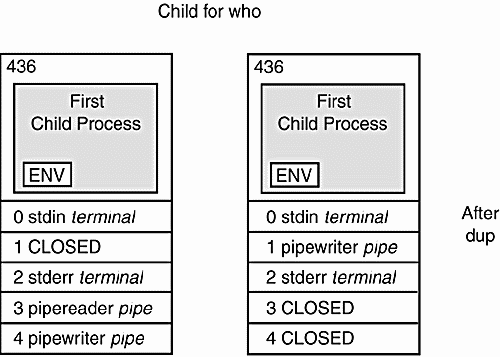 Child for who
436
First
Child Process
ENV
0 stdin terminal
1 CLOSED
2 stderr terminal
3 pipereader pipe
4 pipewriter pipe
436
First
Child Process
ENV
0 stdin terminal
1 pipewriter pipe
2 stderr terminal
3 CLOSED
4 CLOSED
After
dup